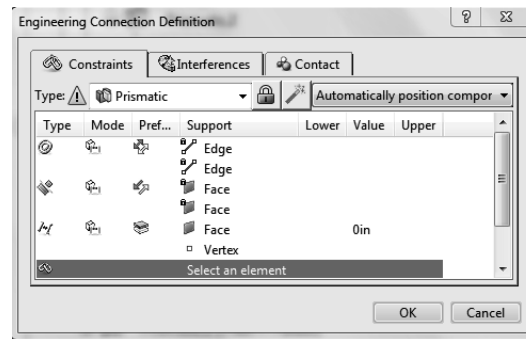 Engineering Connection Definition
Constraints Interferences Contact
Type: Prismatic Automatically position compor
Type Mode Pref... Support Lower Value Upper
Edge
Edge
Face
Face
Face 0in
Vertex
Select an element
OK Cancel